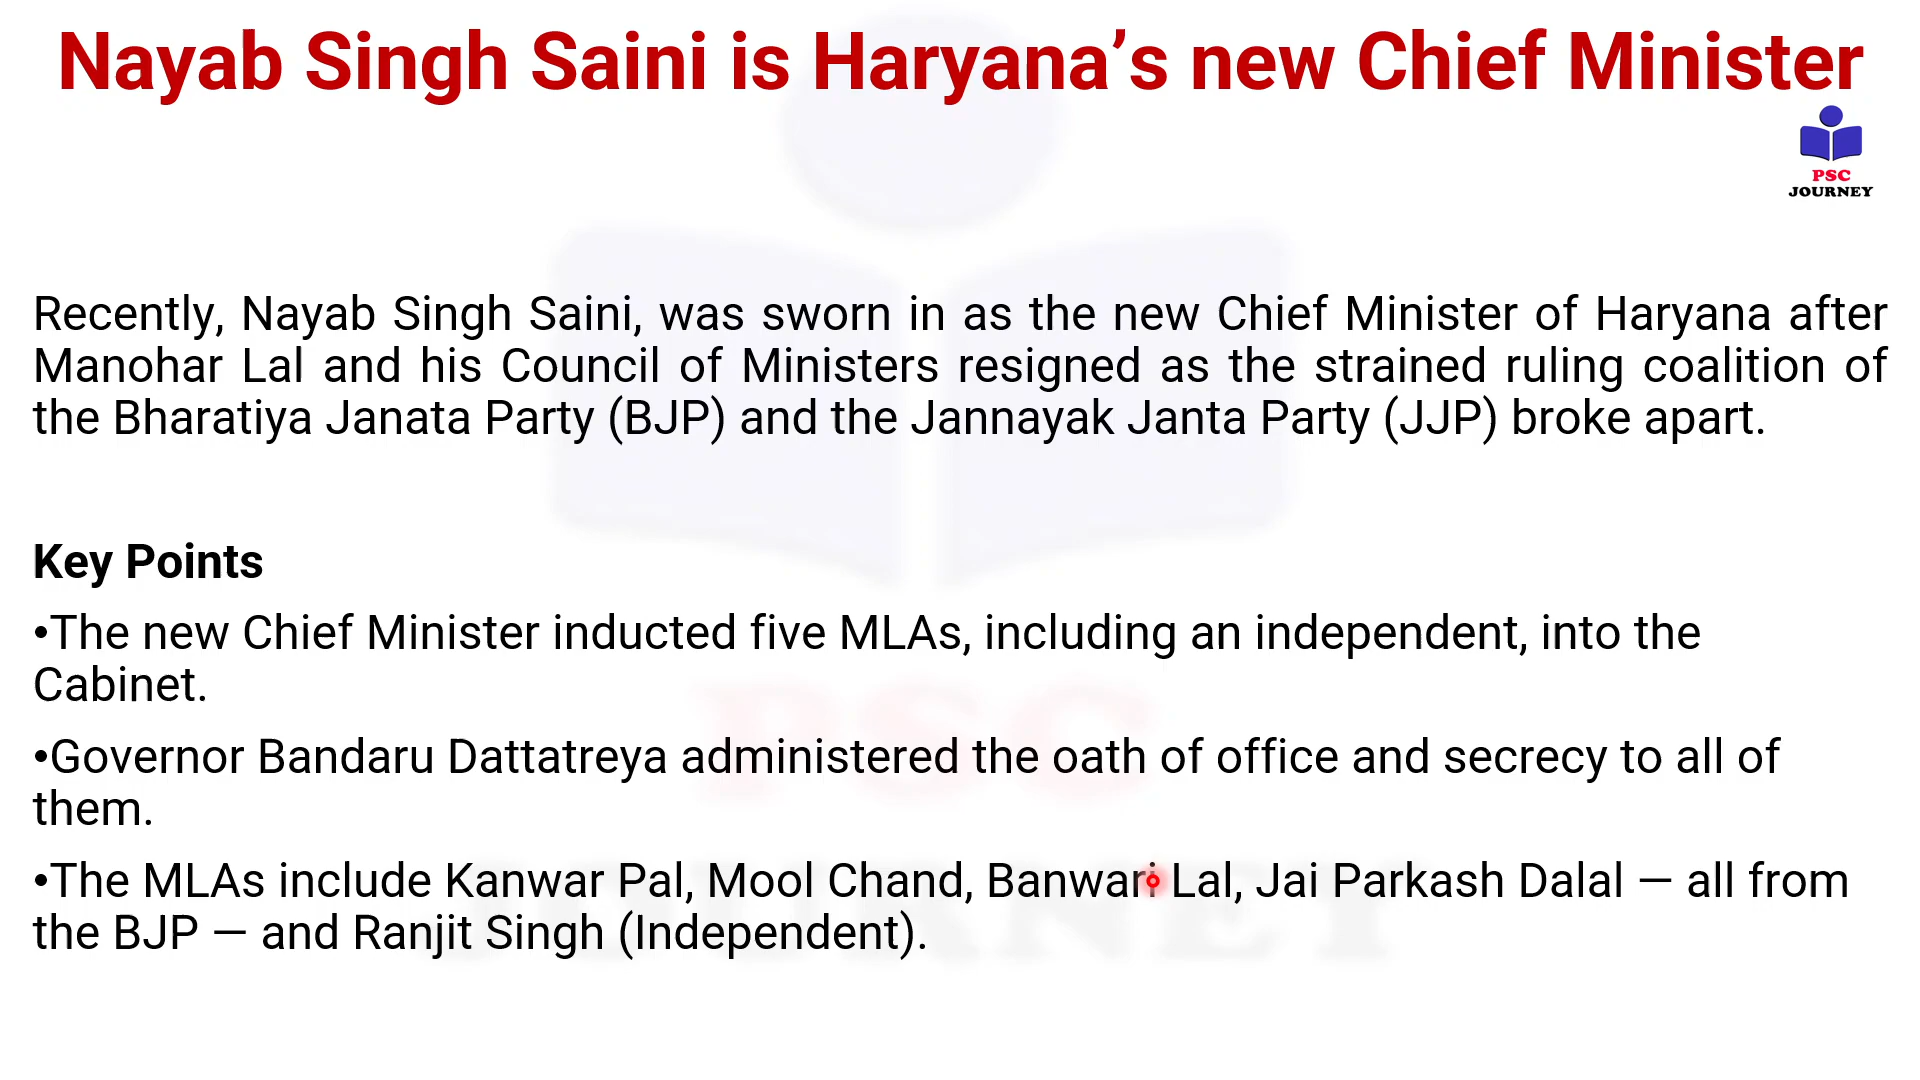 Nayab Singh Saini is Haryana’s new Chief Minister
PSC
JOURNEY
Recently, Nayab Singh Saini, was sworn in as the new Chief Minister of Haryana after
Manohar Lal and his Council of Ministers resigned as the strained ruling coalition of
the Bharatiya Janata Party (BJP) and the Jannayak Janta Party (JJP) broke apart.
Key Points
•The new Chief Minister inducted five MLAs, including an independent, into the
Cabinet.
•Governor Bandaru Dattatreya administered the oath of office and secrecy to all of
them.
•The MLAs include Kanwar Pal, Mool Chand, Banwari Lal, Jai Parkash Dalal — all from
the BJP — and Ranjit Singh (Independent).
PSC
JOURNEY